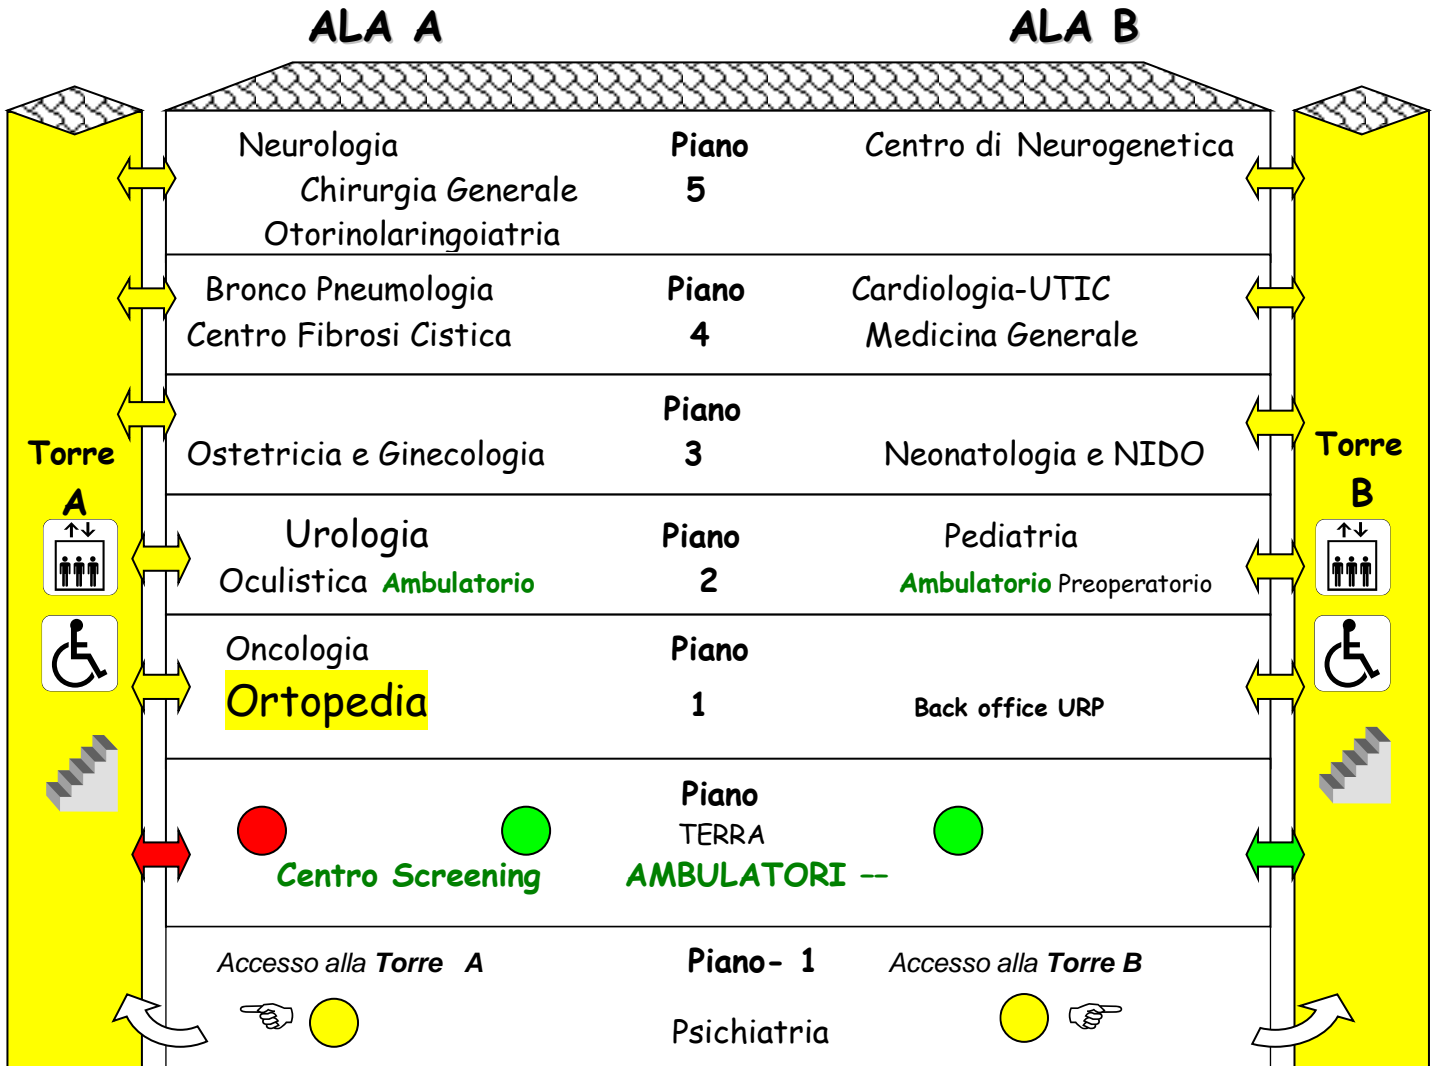 ALA A ALA B
Neurologia Piano Centro di Neurogenetica
Chirurgia Generale 5
Otorinolaringoiatria
Bronco Pneumologia Piano Cardiologia-UTIC
Centro Fibrosi Cistica 4 Medicina Generale
Piano
Ostetricia e Ginecologia 3 Neonatologia e NIDO
Torre
A
Torre
B
Urologia Piano Pediatria
Oculistica Ambulatorio 2 Ambulatorio Preoperatorio
Oncologia Piano
Ortopedia 1 Back office URP
Piano
TERRA
Centro Screening AMBULATORI --
Accesso alla Torre A Piano- 1 Accesso alla Torre B
Psichiatria